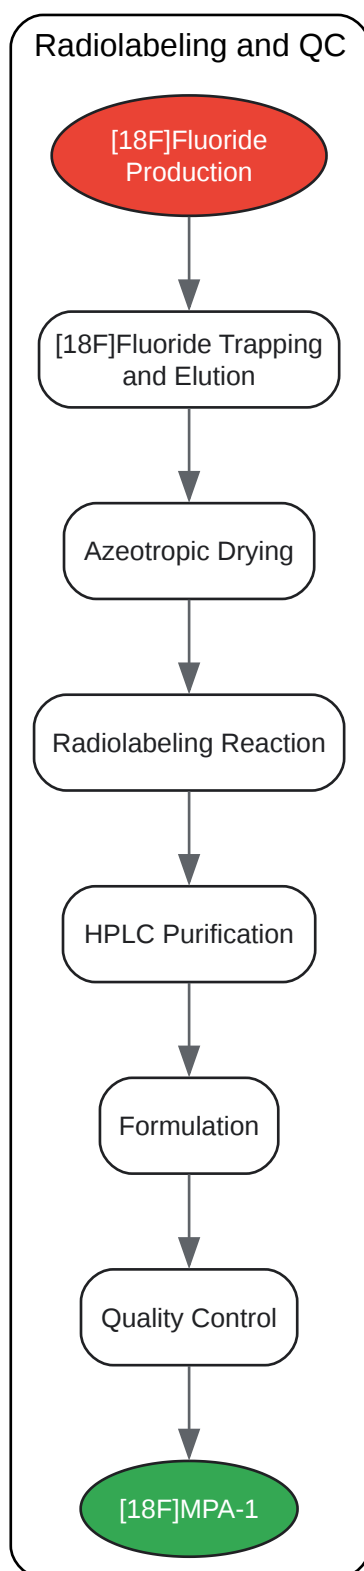 Radiolabeling and QC
[18F]Fluoride
Production
[18F]Fluoride Trapping
and Elution
Azeotropic Drying
Radiolabeling Reaction
HPLC Purification
Formulation
Quality Control
[18F]MPA-1